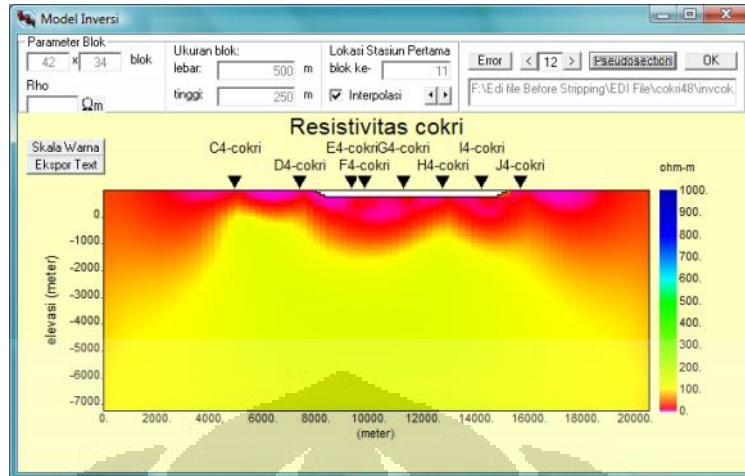 Model Inversi
Parameter Blok
42 x 34 blok
Rho
Ωm
Ukuran blok:
lebar: 500 m
tinggi: 250 m
Lokasi Stasiun Pertama
blok ke- 11
Interpolasi
Error < 12 > Pseudosection OK
F:\Edi file Before Stripping\EDI File\cokri48\invcok
Skala Warna
Ekspor Text
Resistivitas cokri
C4-cokri E4-cokri G4-cokri I4-cokri
D4-cokri F4-cokri H4-cokri J4-cokri
ohm-m
1000.
900.
800.
700.
600.
500.
400.
300.
200.
100.
0.
elevasi (meter)
0.
-1000.
-2000.
-3000.
-4000.
-5000.
-6000.
-7000.
0. 2000. 4000. 6000. 8000. 10000. 12000. 14000. 16000. 18000. 20000.
(meter)